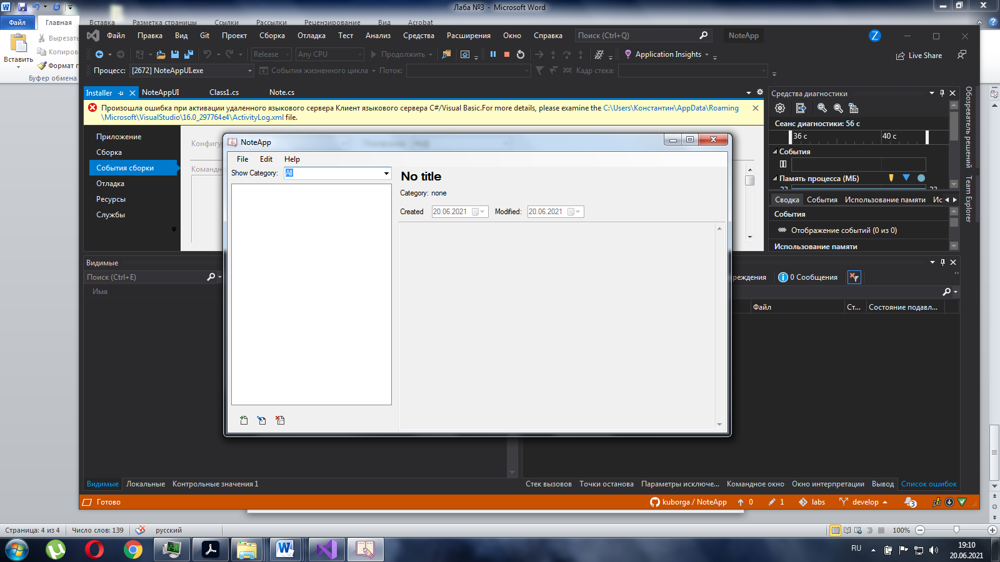 Лаба №3 - Microsoft Word
Файл Главная Вставка Разметка страницы Ссылки Рассылки Рецензирование Вид Acrobat
Вставить
Вырезать
Формат
Буфер обмена
Файл Правка Вид Git Проект Сборка Отладка Тест Анализ Средства Расширения Окно Справка Поиск (Ctrl+Q) NoteApp Z
Release Any CPU Продолжить Application Insights Live Share
Процесс: [2672] NoteAppUI.exe События жизненного цикла Поток: Кадр стека:
Installer NoteAppUI Class1.cs Note.cs
Произошла ошибка при активации удаленного языкового сервера Клиент языкового сервера C#/Visual Basic.For more details, please examine the C:\Users\Константин\AppData\Roaming
\Microsoft\VisualStudio\16.0_297764e4\ActivityLog.xml file.
Приложение
Сборка
События сборки
Отладка
Ресурсы
Службы
NoteApp
File Edit Help
Show Category: All
No title
Category: none
Created 20.06.2021 Modified: 20.06.2021
Средства диагностики
Сеанс диагностики: 56 с
36 с 40 с
События
Память процесса (МБ)
Сводка События Использование памяти Ис
События
Отображение событий (0 из 0)
Использование памяти
Обозреватель решений
Team Explorer
Видимые
Поиск (Ctrl+E)
Имя
реждения 0 Сообщения
Файл Ст... Состояние подавл...
Видимые Локальные Контрольные значения 1
Стек вызовов Точки останова Параметры исключе... Командное окно Окно интерпретации Вывод Список ошибок
Готово kuborga / NoteApp 0 1 labs develop 3
Страница: 4 из 4 Число слов: 139 русский 100%
RU 19:10
20.06.2021